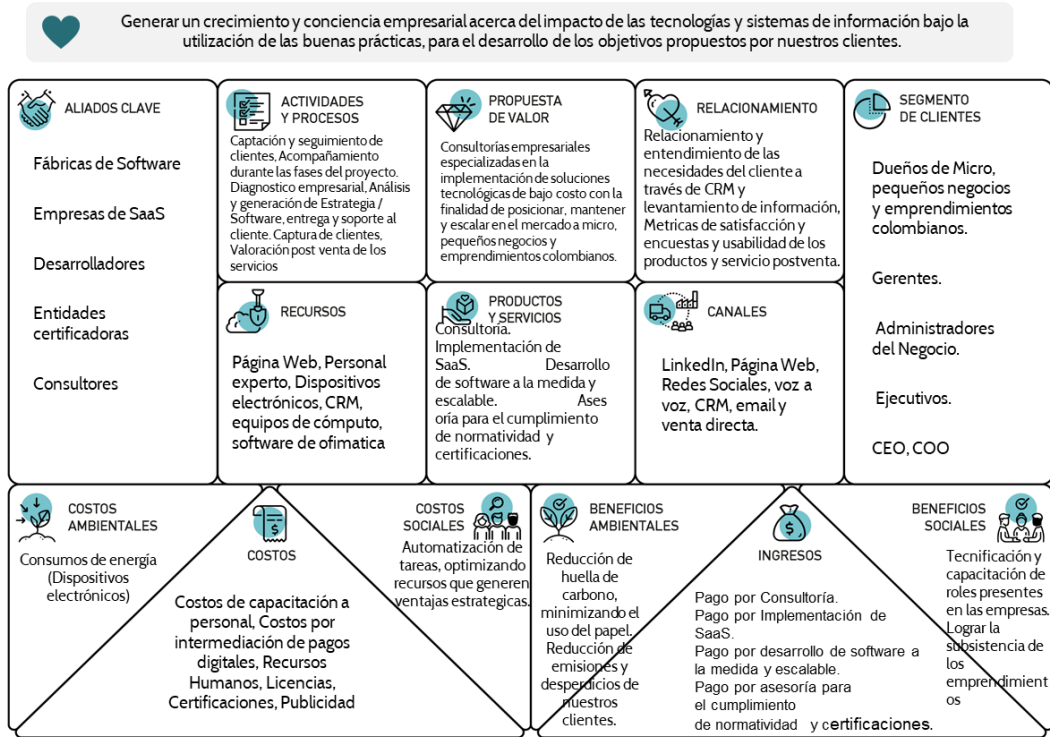 Generar un crecimiento y conciencia empresarial acerca del impacto de las tecnologías y sistemas de información bajo la
utilización de las buenas prácticas, para el desarrollo de los objetivos propuestos por nuestros clientes.
ALIADOS CLAVE
Fábricas de Software
Empresas de SaaS
Desarrolladores
Entidades
certificadoras
Consultores
ACTIVIDADES
Y PROCESOS
Captación y seguimiento de
clientes, Acompañamiento
durante las fases del proyecto.
Diagnostico empresarial, Análisis
y generación de Estrategia /
Software, entrega y soporte al
cliente. Captura de clientes,
Valoración post venta de los
servicios
RECURSOS
Página Web, Personal
experto, Dispositivos
electrónicos, CRM,
equipos de cómputo,
software de ofimatica
PROPUESTA
DE VALOR
Consultorías empresariales
especializadas en la
implementación de soluciones
tecnológicas de bajo costo con la
finalidad de posicionar, mantener
y escalar en el mercado a micro,
pequeños negocios y
emprendimientos colombianos.
PRODUCTOS
Y SERVICIOS
Consultoría.
Implementación de
SaaS. Desarrollo
de software a la medida y
escalable. Ases
oría para el cumplimiento
de normatividad y
certificaciones.
RELACIONAMIENTO
Relacionamiento y
entendimiento de las
necesidades del cliente a
través de CRM y
levantamiento de información,
Metricas de satisfacción y
encuestas y usabilidad de los
productos y servicio postventa.
CANALES
LinkedIn, Página Web,
Redes Sociales, voz a
voz, CRM, email y
venta directa.
SEGMENTO
DE CLIENTES
Dueños de Micro,
pequeños negocios
y emprendimientos
colombianos.
Gerentes.
Administradores
del Negocio.
Ejecutivos.
CEO, COO
COSTOS
AMBIENTALES
Consumos de energía
(Dispositivos
electrónicos)
COSTOS
Costos de capacitación a
personal, Costos por
intermediación de pagos
digitales, Recursos
Humanos, Licencias,
Certificaciones, Publicidad
COSTOS
SOCIALES
Automatización de
tareas, optimizando
recursos que generen
ventajas estrategicas.
BENEFICIOS
AMBIENTALES
Reducción de
huella de
carbono,
minimizando el
uso del papel.
Reducción de
emisiones y
desperdicios de
nuestros
clientes.
INGRESOS
Pago por Consultoría.
Pago por Implementación de
SaaS.
Pago por desarrollo de software a
la medida y escalable.
Pago por asesoría para
el cumplimiento
de normatividad y certificaciones.
BENEFICIOS
SOCIALES
Tecnificación y
capacitación de
roles presentes
en las empresas.
Lograr la
subsistencia de
los
emprendimient
os